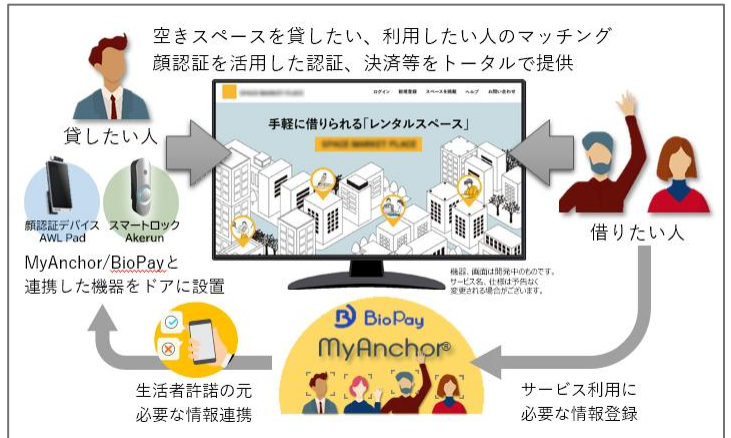 空きスペースを貸したい、利用したい人のマッチング
顔認証を活用した認証、決済等をトータルで提供
貸したい人
ログイン 新規登録 スペースを掲載 ヘルプ お問い合わせ
手軽に借りられる「レンタルスペース」
SPACE MARKET PLACE
顔認証デバイス
AWL Pad
スマートロック
Akerun
借りたい人
MyAnchor/BioPayと
連携した機器をドアに設置
機器、画面は開発中のものです。
サービス名、仕様は予告なく
変更される場合がございます。
BioPay
MyAnchor®
生活者許諾の元
必要な情報連携
サービス利用に
必要な情報登録